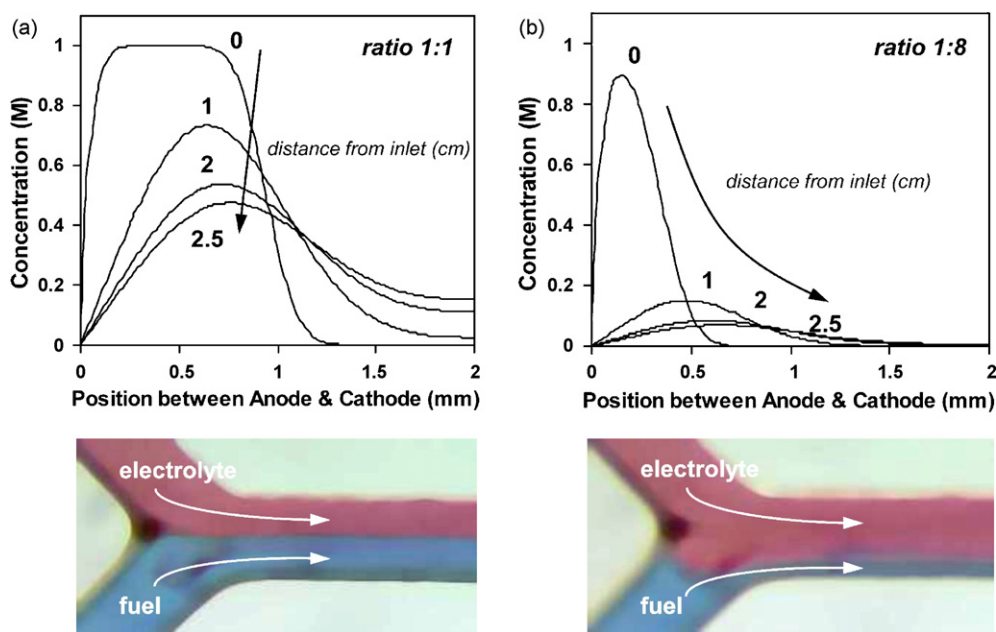 (a)
ratio 1:1
0
1
2
2.5
distance from inlet (cm)
Concentration (M)
1
0.8
0.6
0.4
0.2
0
0
0.5
1
1.5
2
Position between Anode & Cathode (mm)
(b)
ratio 1:8
0
1
2
2.5
distance from inlet (cm)
Concentration (M)
1
0.8
0.6
0.4
0.2
0
0
0.5
1
1.5
2
Position between Anode & Cathode (mm)
electrolyte
fuel
electrolyte
fuel